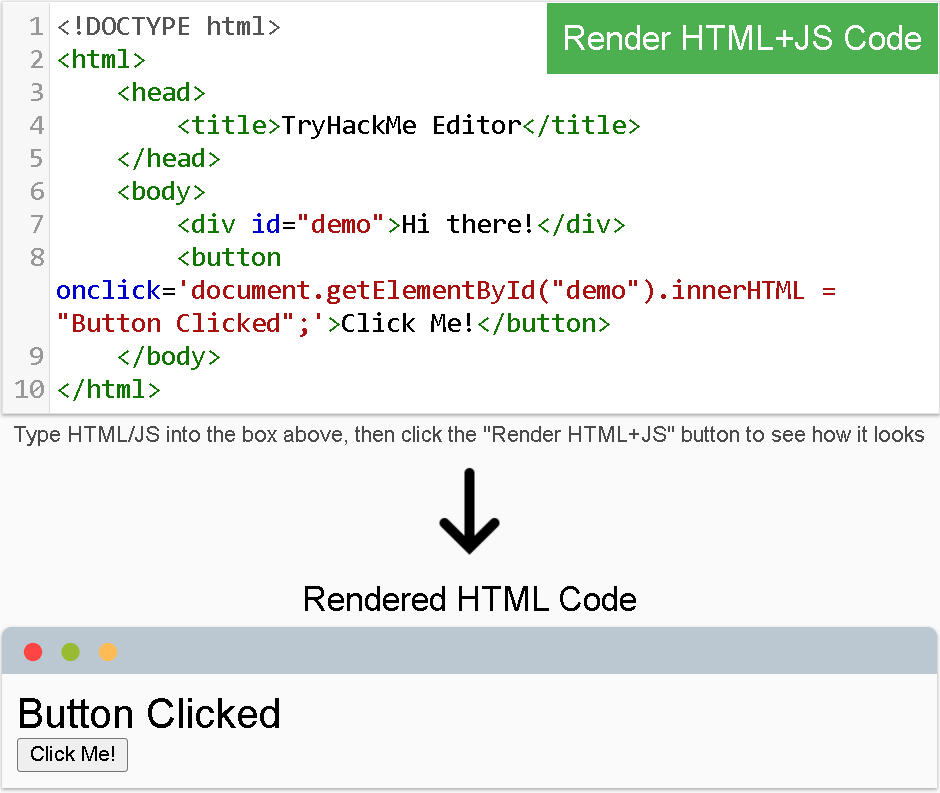 Render HTML+JS Code
1 <!DOCTYPE html>
2 <html>
3     <head>
4         <title>TryHackMe Editor</title>
5     </head>
6     <body>
7         <div id="demo">Hi there!</div>
8         <button
onclick='document.getElementById("demo").innerHTML =
"Button Clicked";'>Click Me!</button>
9     </body>
10 </html>
Type HTML/JS into the box above, then click the "Render HTML+JS" button to see how it looks
Rendered HTML Code
Button Clicked
Click Me!